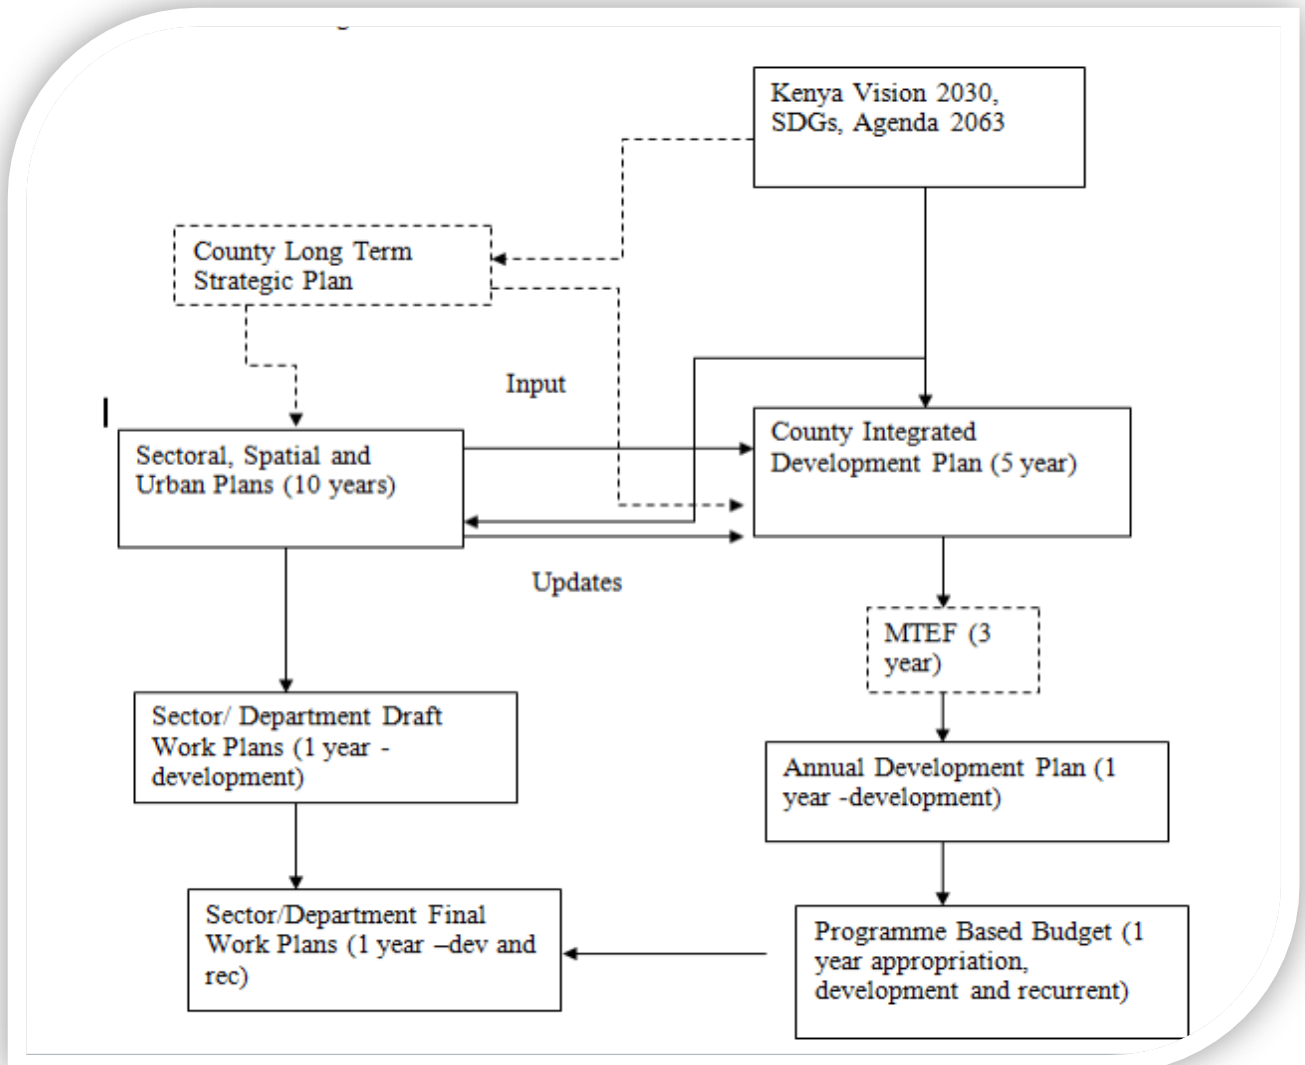 Kenya Vision 2030,
SDGs, Agenda 2063
County Long Term
Strategic Plan
Input
County Integrated
Development Plan (5 year)
Sectoral, Spatial and
Urban Plans (10 years)
Updates
MTEF (3
year)
Sector/ Department Draft
Work Plans (1 year -
development)
Annual Development Plan (1
year -development)
Sector/Department Final
Work Plans (1 year –dev and
rec)
Programme Based Budget (1
year appropriation,
development and recurrent)